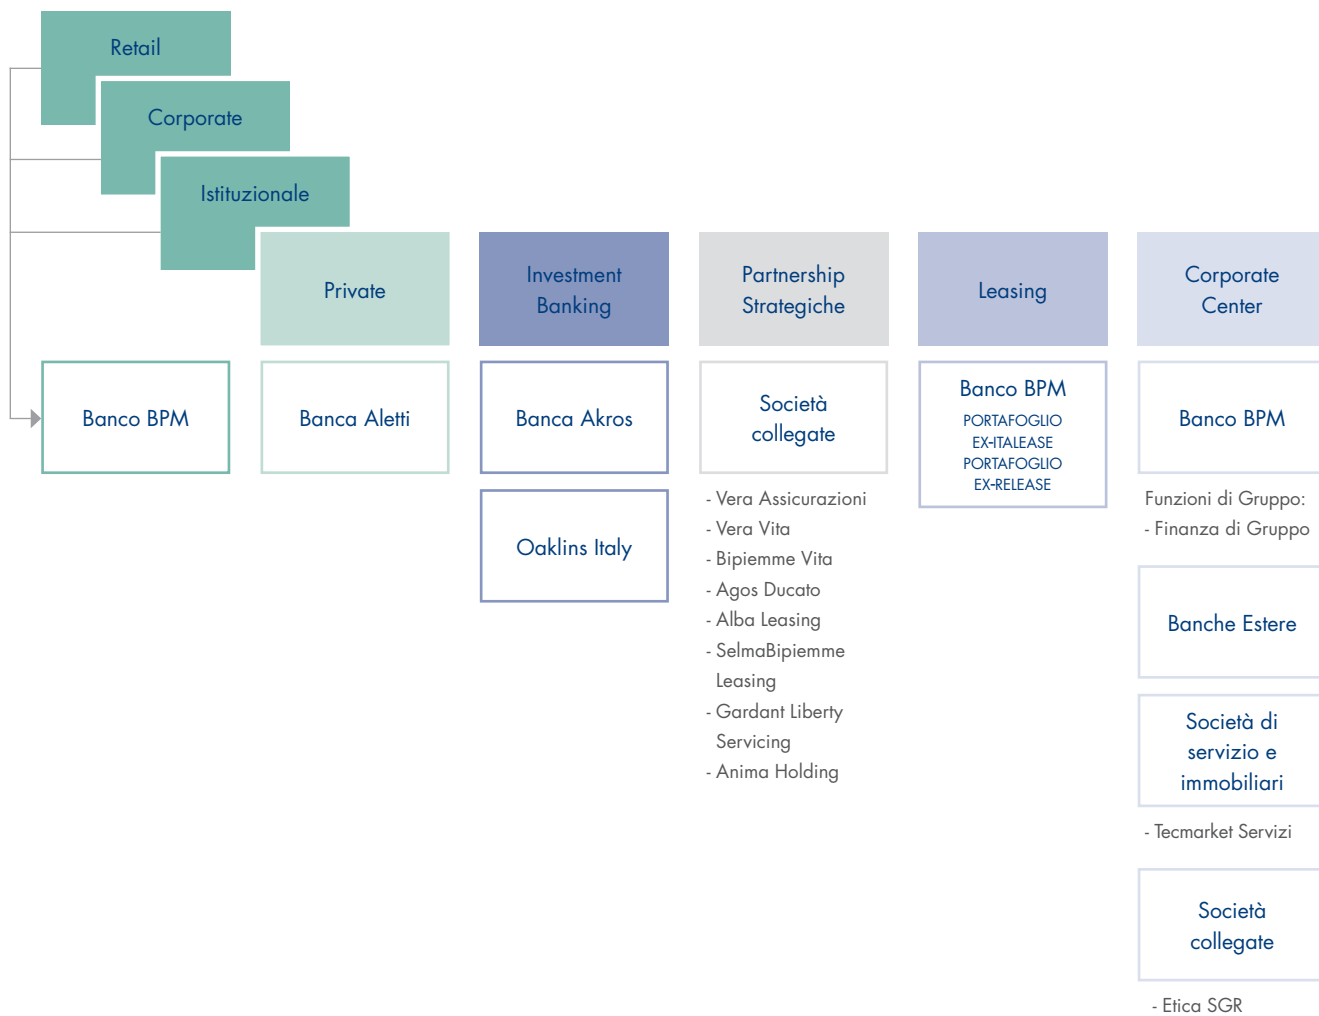 Retail
Corporate
Istituzionale
Private
Investment
Banking
Partnership
Strategiche
Leasing
Corporate
Center
Banco BPM
Banca Aletti
Banca Akros
Oaklins Italy
Società
collegate
- Vera Assicurazioni
- Vera Vita
- Bipiemme Vita
- Agos Ducato
- Alba Leasing
- SelmaBipiemme
Leasing
- Gardant Liberty
Servicing
- Anima Holding
Banco BPM
PORTAFOGLIO
EX-ITALEASE
PORTAFOGLIO
EX-RELEASE
Banco BPM
Funzioni di Gruppo:
- Finanza di Gruppo
Banche Estere
Società di
servizio e
immobiliari
- Tecmarket Servizi
Società
collegate
- Etica SGR